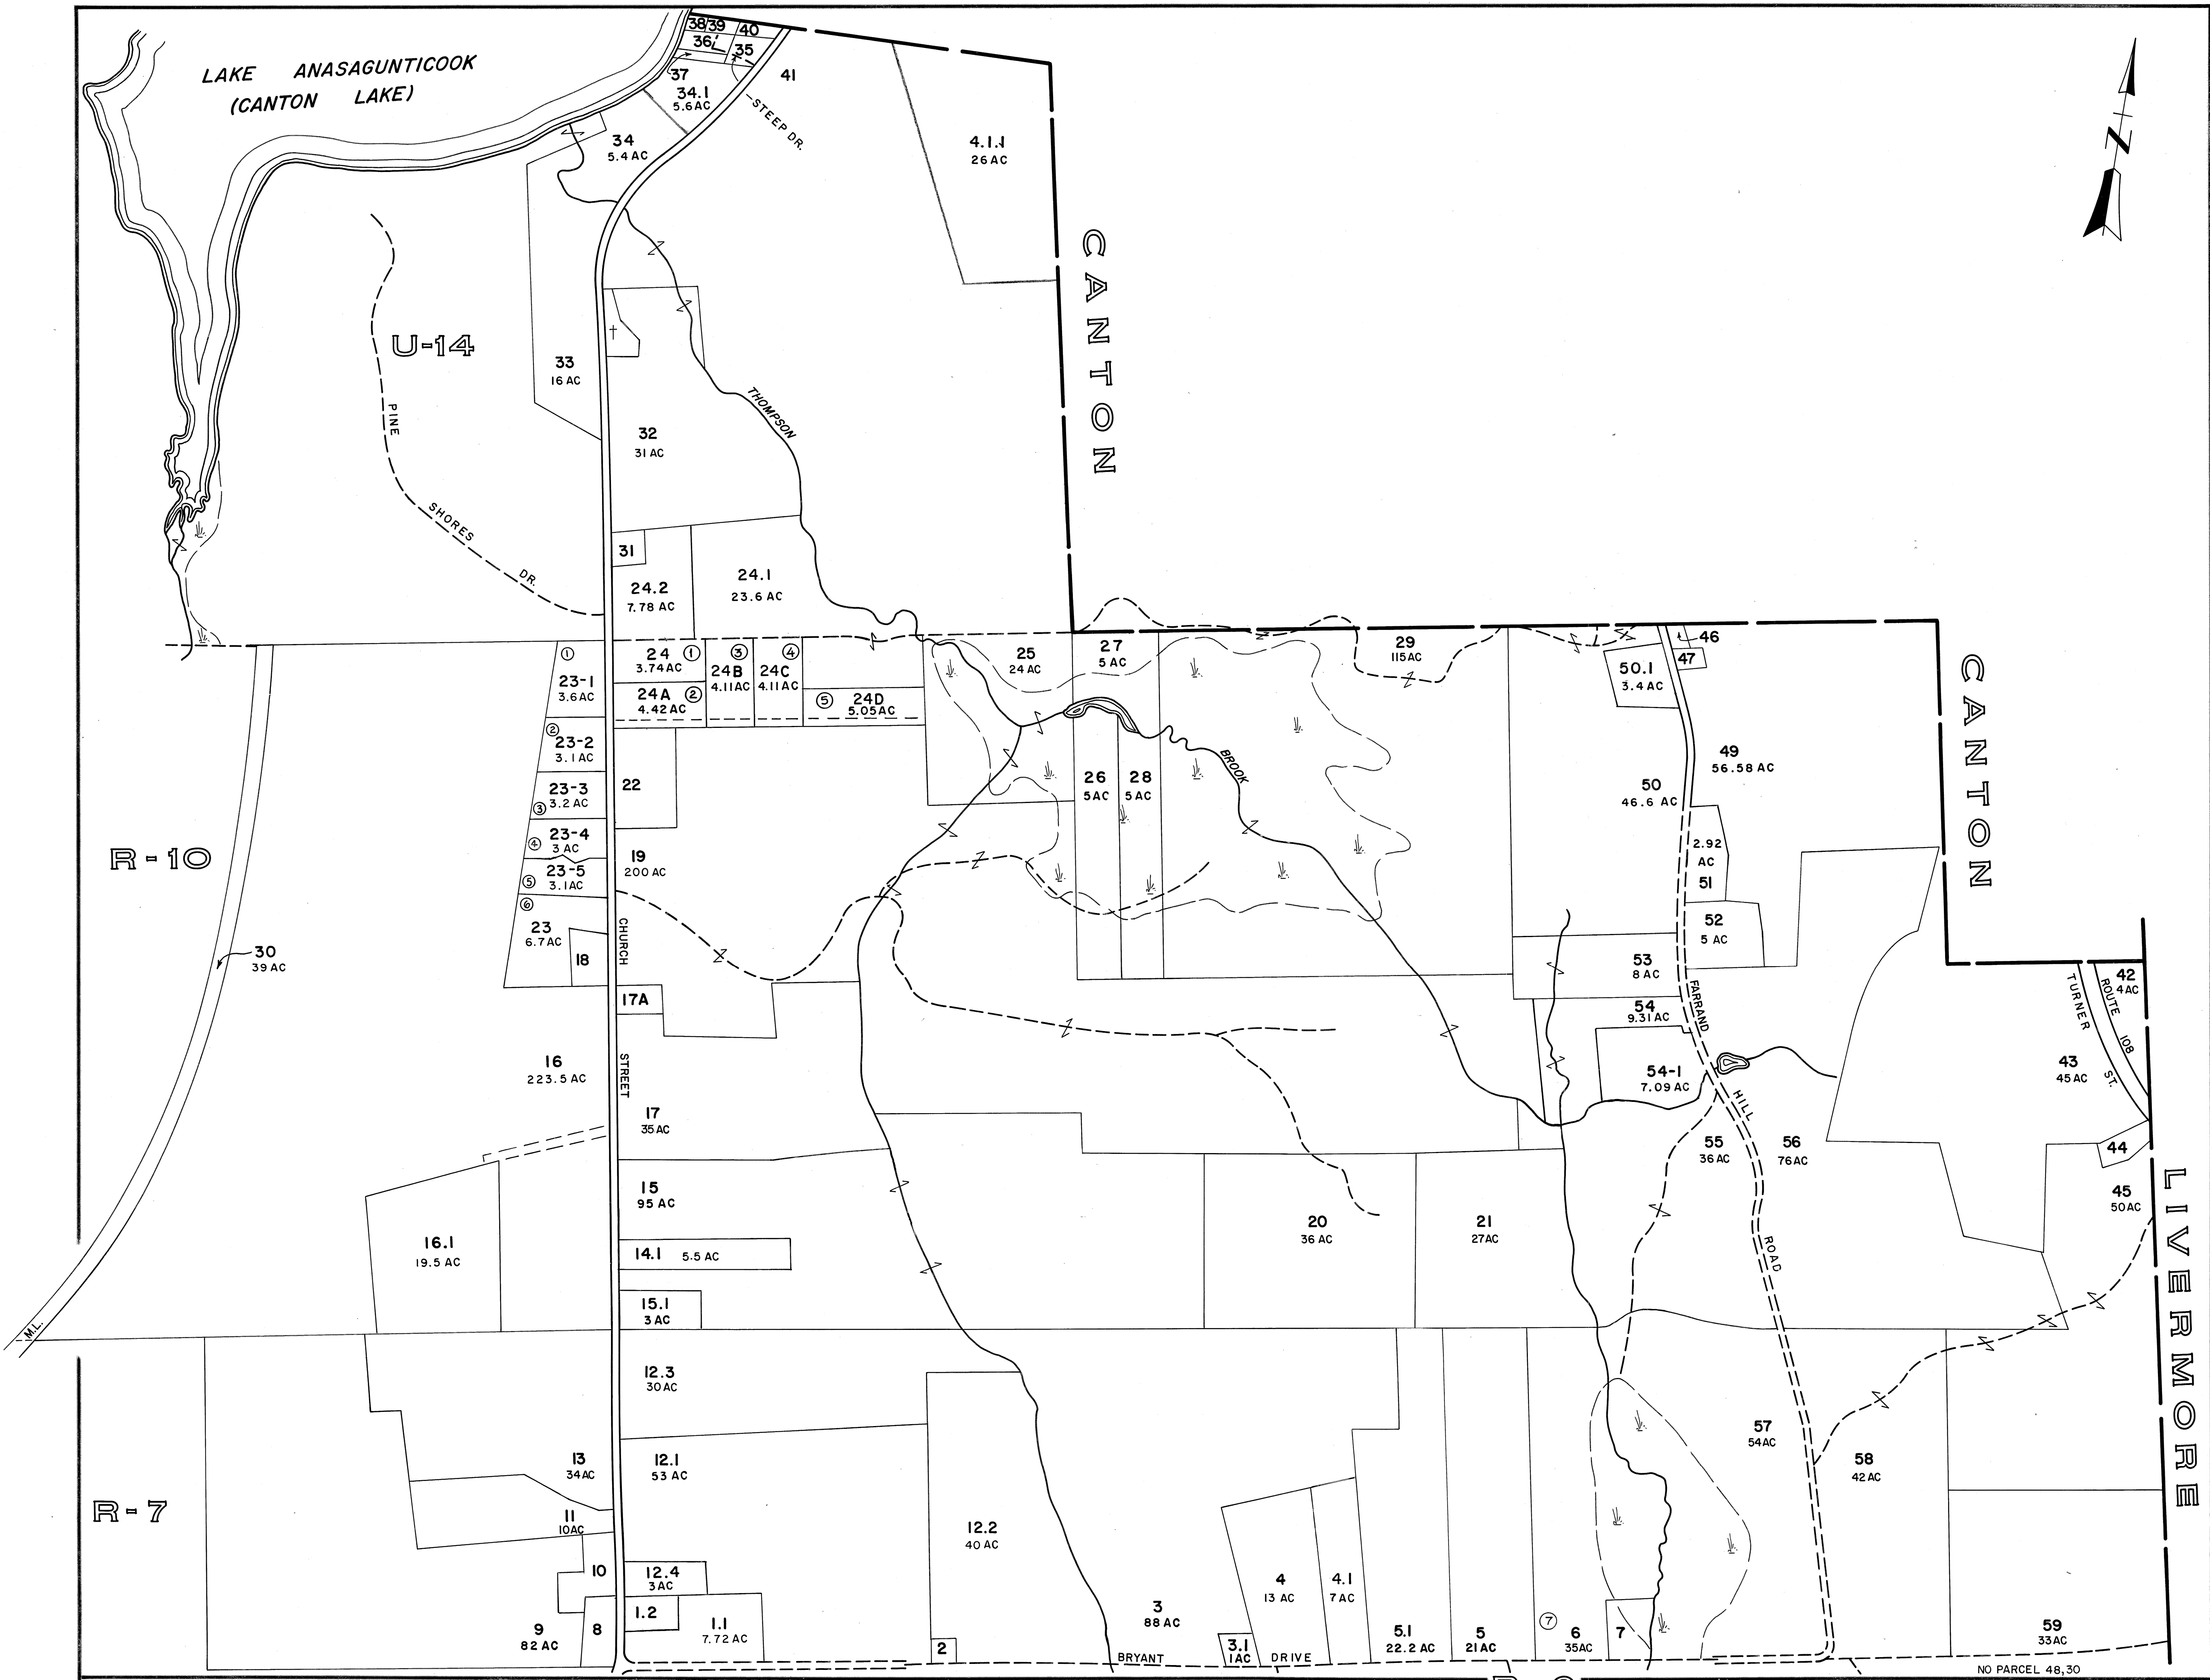 LAKE ANASAGUNTICOOK
(CANTON LAKE)
38
39
40
36
35
37
41
34.1
5.6 AC
STEEP DR.
34
5.4 AC
4.1.1
26 AC
N
CANTON
U-14
33
16 AC
PINE
SHORES
DR.
32
31 AC
THOMPSON
31
24.2
7.78 AC
24.1
23.6 AC
1
23-1
3.6 AC
24 1
3.74 AC
24A 2
4.42 AC
3
24B
4.11 AC
4
24C
4.11 AC
5 24D
5.05 AC
25
24 AC
27
5 AC
29
115 AC
46
47
50.1
3.4 AC
CANTON
2
23-2
3.1 AC
23-3
3 3.2 AC
23-4
4 3 AC
23-5
5 3.1 AC
6
23
6.7 AC
18
22
19
200 AC
26
5 AC
28
5 AC
BROOK
50
46.6 AC
49
56.58 AC
2.92
AC
51
52
5 AC
53
8 AC
R-10
30
39 AC
CHURCH
STREET
17A
16
223.5 AC
17
35 AC
54
9.31 AC
54-1
7.09 AC
FARRAND
HILL
ROAD
55
36 AC
56
76 AC
42
4 AC
TURNER
ST.
ROUTE
108
43
45 AC
44
45
50 AC
LIVERMORE
15
95 AC
16.1
19.5 AC
14.1 5.5 AC
15.1
3 AC
20
36 AC
21
27 AC
M.L.
12.3
30 AC
13
34 AC
12.1
53 AC
11
10 AC
R-7
12.2
40 AC
57
54 AC
58
42 AC
10
12.4
3 AC
9
82 AC
8
1.2
1.1
7.72 AC
2
3
88 AC
BRYANT
3.1
1 AC
DRIVE
4
13 AC
4.1
7 AC
5.1
22.2 AC
5
21 AC
7
6
35 AC
7
59
33 AC
NO PARCEL 48,30